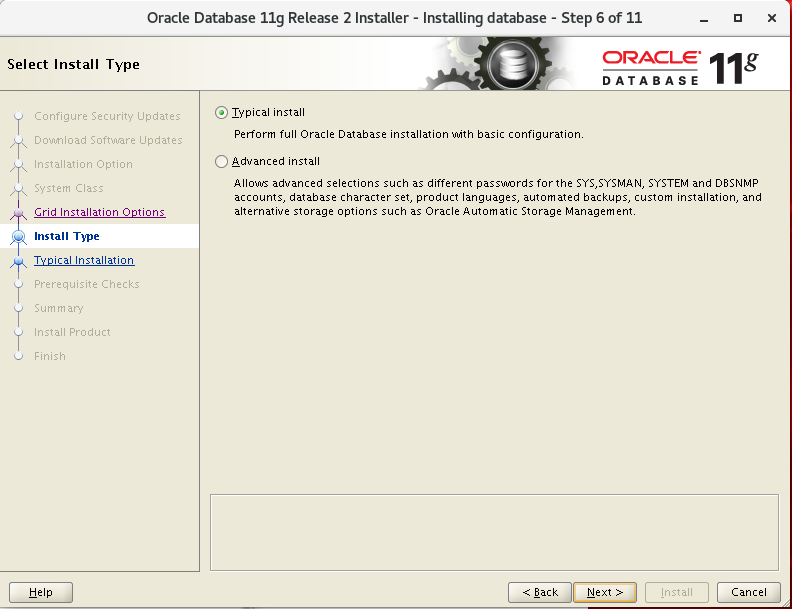 Oracle Database 11g Release 2 Installer - Installing database - Step 6 of 11
Select Install Type
ORACLE
DATABASE
11g
Configure Security Updates
Download Software Updates
Installation Option
System Class
Grid Installation Options
Install Type
Typical Installation
Prerequisite Checks
Summary
Install Product
Finish
Typical install
Perform full Oracle Database installation with basic configuration.
Advanced install
Allows advanced selections such as different passwords for the SYS,SYSMAN, SYSTEM and DBSNMP
accounts, database character set, product languages, automated backups, custom installation, and
alternative storage options such as Oracle Automatic Storage Management.
Help
< Back
Next >
Install
Cancel